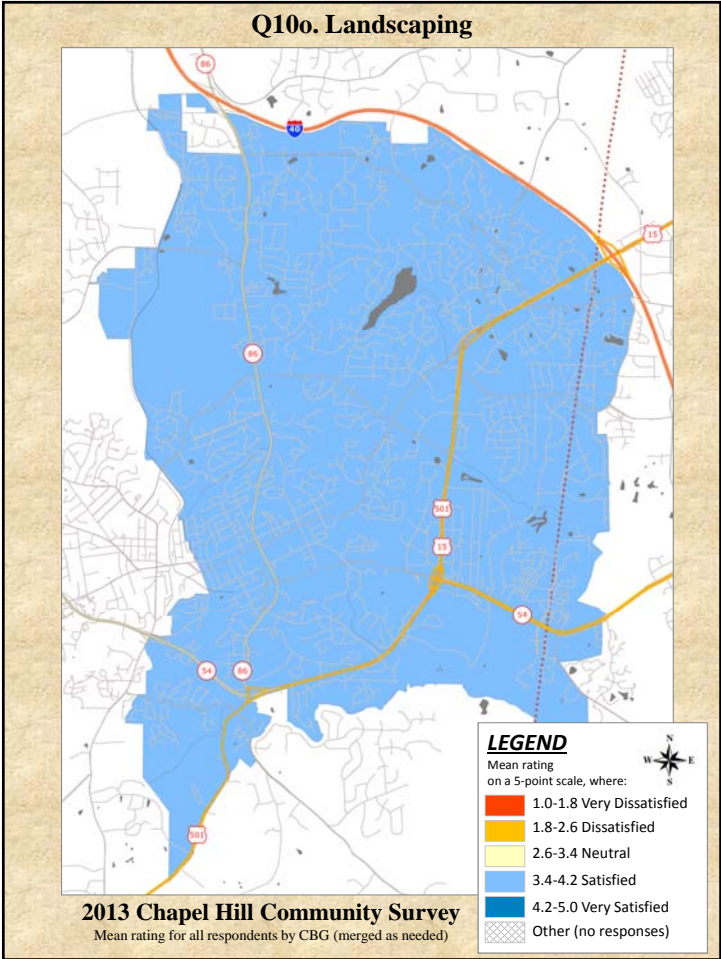 Q10o. Landscaping
86
40
15
86
501
15
54
54
86
501
LEGEND
Mean rating
on a 5-point scale, where:
N
W E
S
1.0-1.8 Very Dissatisfied
1.8-2.6 Dissatisfied
2.6-3.4 Neutral
3.4-4.2 Satisfied
4.2-5.0 Very Satisfied
Other (no responses)
2013 Chapel Hill Community Survey
Mean rating for all respondents by CBG (merged as needed)